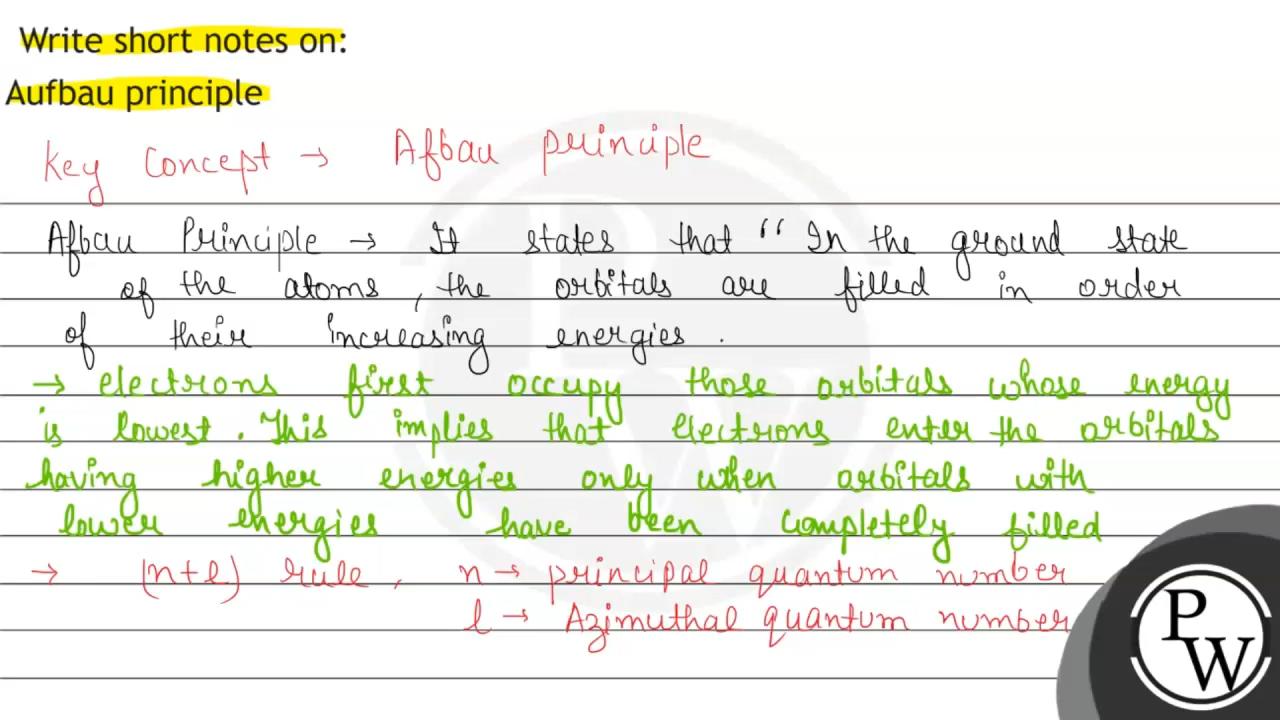 Write short notes on:
Aufbau principle
Key Concept → Afbau principle
Afbau Principle → It states that “ In the ground state
of the atoms, the orbitals are filled in order
of their increasing energies.
→ electrons first occupy those orbitals whose energy
is lowest. This implies that electrons enter the orbitals
having higher energies only when orbitals with
lower energies have been completely filled
→ (n+l) rule, n → principal quantum number
l → Azimuthal quantum number
PW
PW